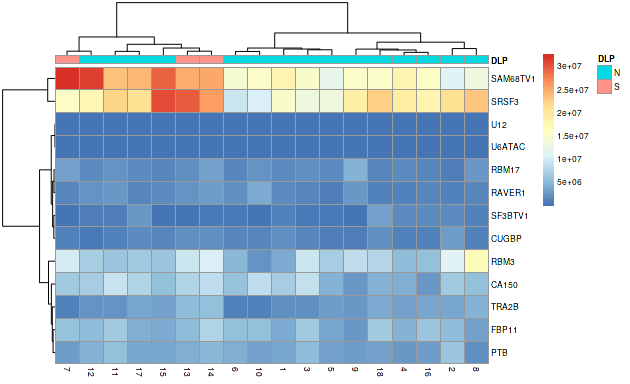 DLP
SAM68TV1
SRSF3
U12
U6ATAC
RBM17
RAVER1
SF3BTV1
CUGBP
RBM3
CA150
TRA2B
FBP11
PTB
7 12 11 17 15 13 14 6 10 1 3 5 9 18 4 16 2 8
3e+07
2.5e+07
2e+07
1.5e+07
1e+07
5e+06
DLP
N
S